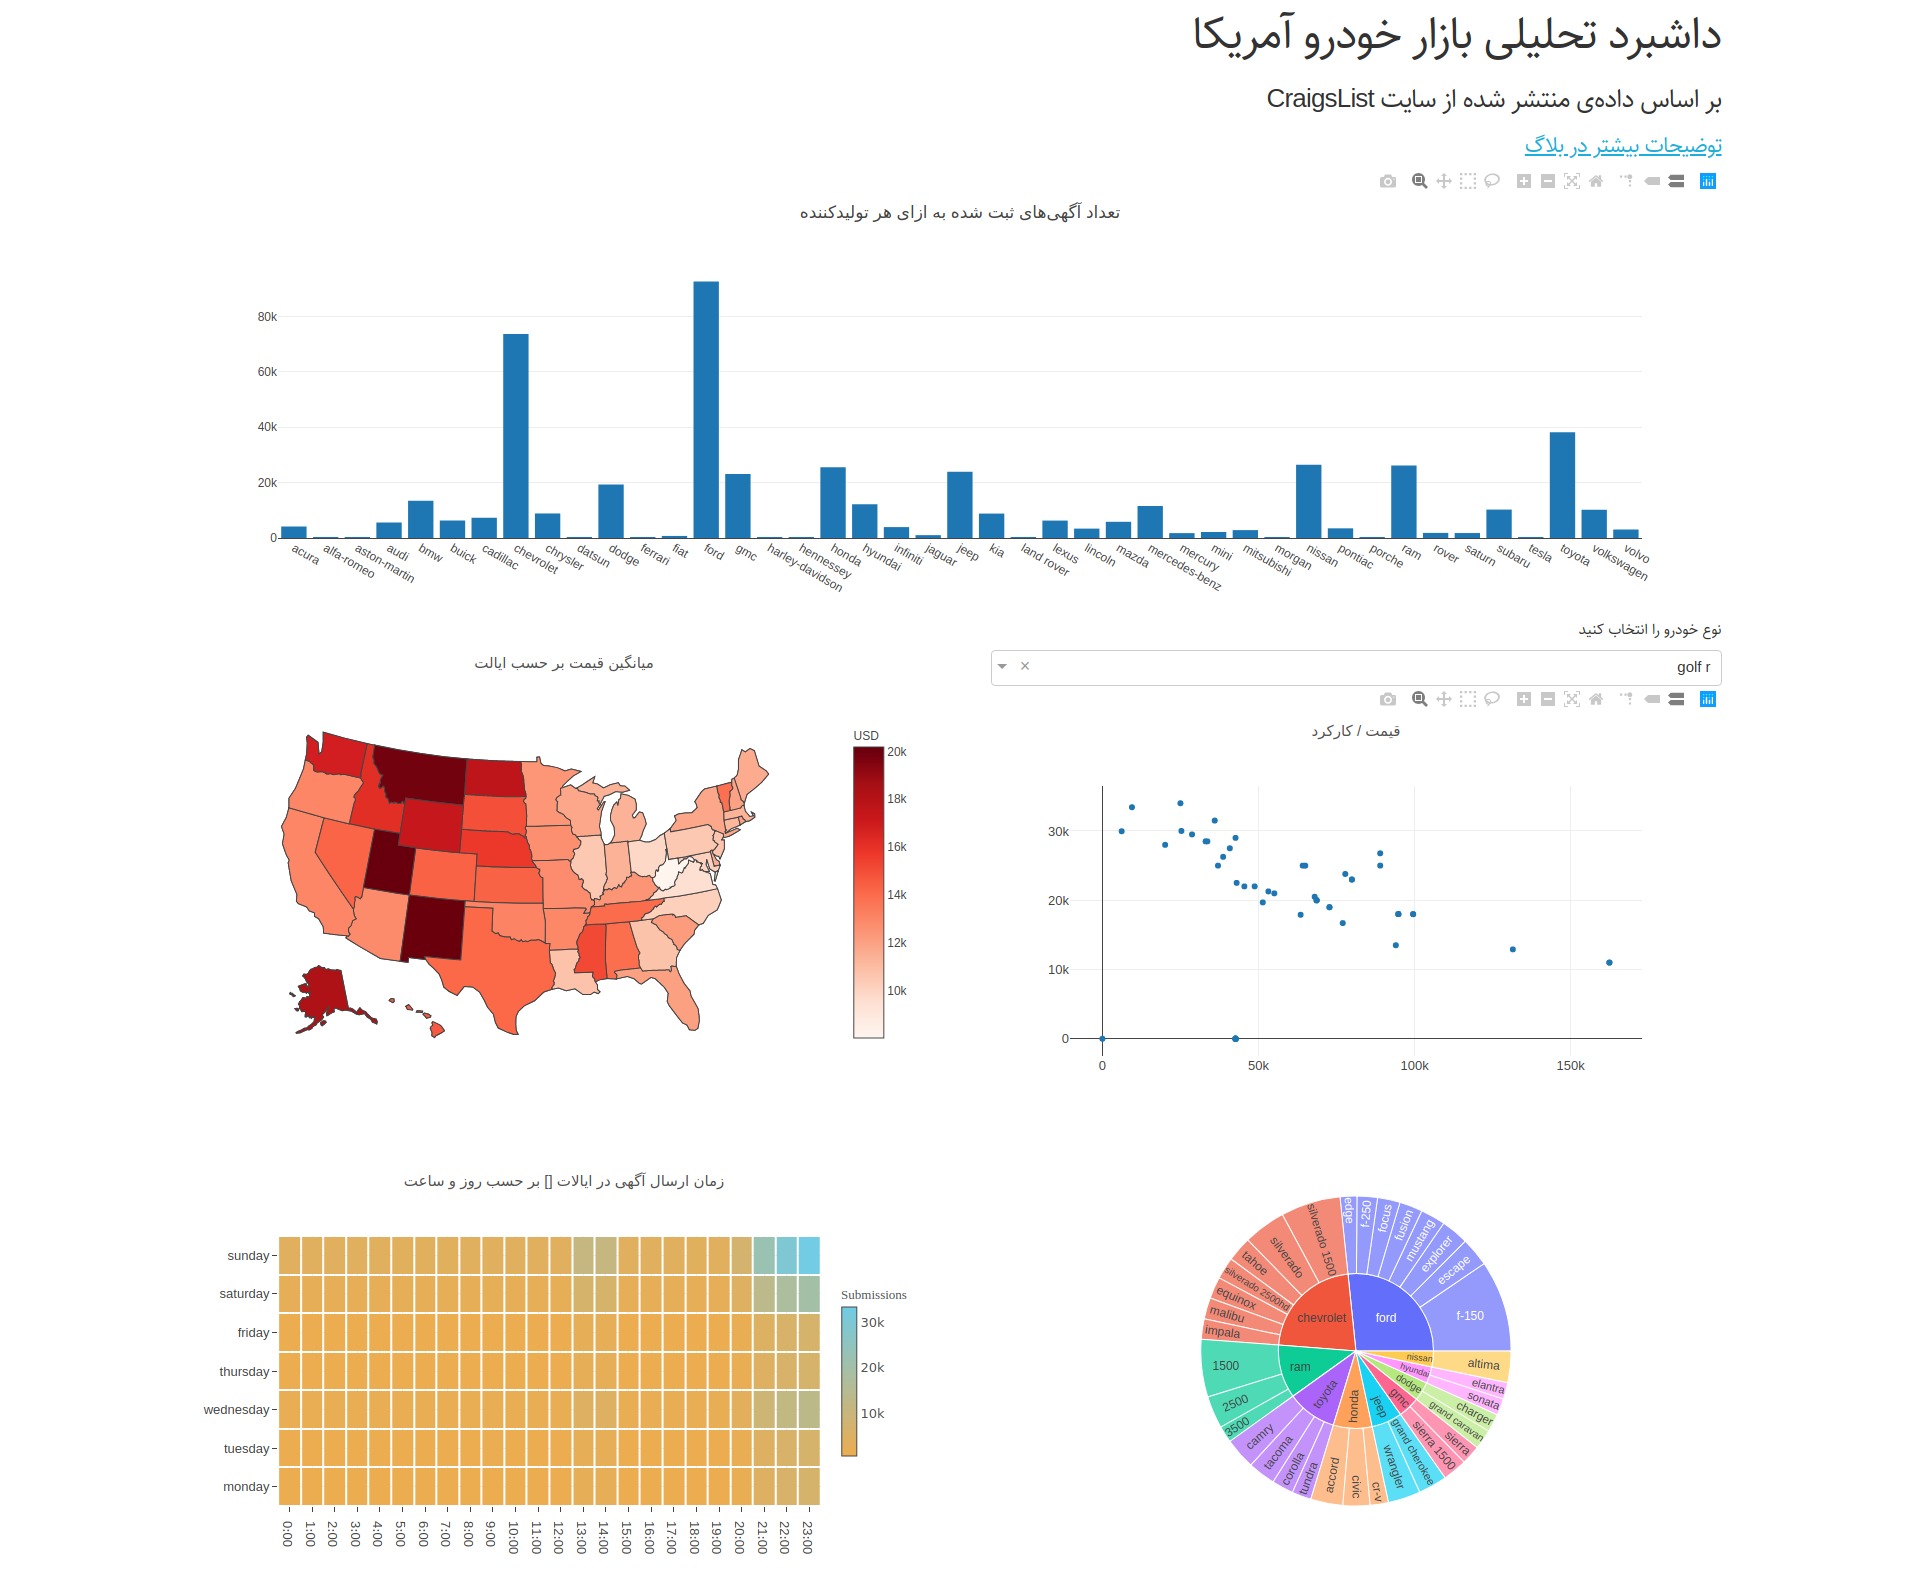 داشبرد تحلیلی بازار خودرو آمریکا
بر اساس داده‌ی منتشر شده از سایت CraigsList
توضیحات بیشتر در بلاگ
تعداد آگهی‌های ثبت شده به ازای هر تولیدکننده
80k
60k
40k
20k
0
acura
alfa-romeo
aston-martin
audi
bmw
buick
cadillac
chevrolet
chrysler
datsun
dodge
ferrari
fiat
ford
gmc
harley-davidson
hennessey
honda
hyundai
infiniti
jaguar
jeep
kia
land rover
lexus
lincoln
mazda
mercedes-benz
mercury
mini
mitsubishi
morgan
nissan
pontiac
porche
ram
rover
saturn
subaru
tesla
toyota
volkswagen
volvo
نوع خودرو را انتخاب کنید
golf r
×
قیمت / کارکرد
30k
20k
10k
0
0
50k
100k
150k
میانگین قیمت بر حسب ایالت
USD
20k
18k
16k
14k
12k
10k
زمان ارسال آگهی در ایالات [] بر حسب روز و ساعت
sunday
saturday
friday
thursday
wednesday
tuesday
monday
0:00
1:00
2:00
3:00
4:00
5:00
6:00
7:00
8:00
9:00
10:00
11:00
12:00
13:00
14:00
15:00
16:00
17:00
18:00
19:00
20:00
21:00
22:00
23:00
Submissions
30k
20k
10k
ford
f-150
escape
explorer
mustang
fusion
focus
f-250
edge
chevrolet
silverado 1500
silverado
tahoe
silverado 2500hd
equinox
malibu
impala
ram
1500
2500
3500
toyota
camry
tacoma
corolla
tundra
honda
accord
civic
cr-v
jeep
wrangler
grand cherokee
gmc
sierra 1500
sierra
dodge
grand caravan
charger
hyundai
sonata
elantra
nissan
altima